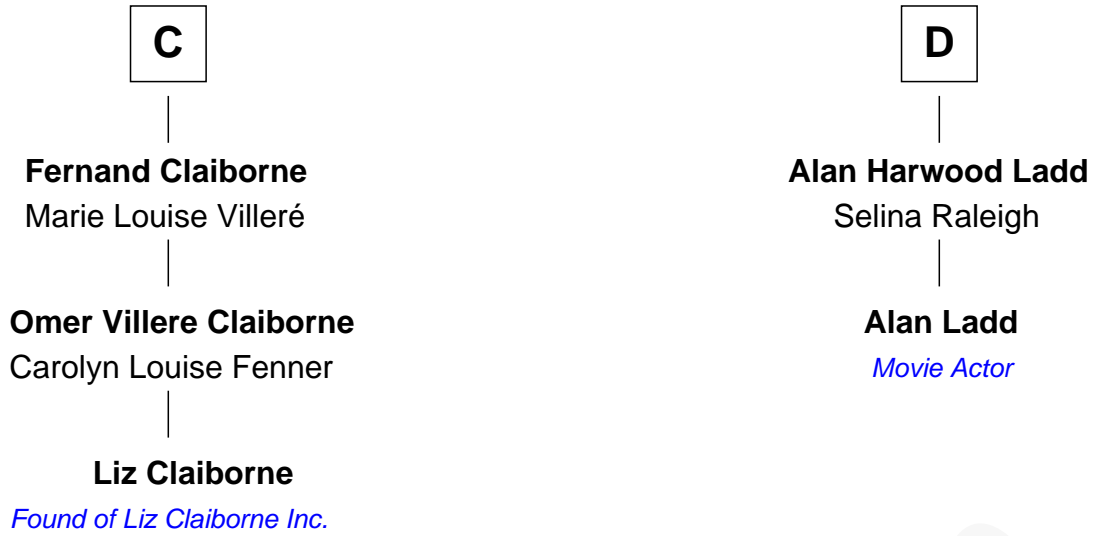 C
Fernand Claiborne
Marie Louise Villeré
Omer Villere Claiborne
Carolyn Louise Fenner
Liz Claiborne
Found of Liz Claiborne Inc.
D
Alan Harwood Ladd
Selina Raleigh
Alan Ladd
Movie Actor